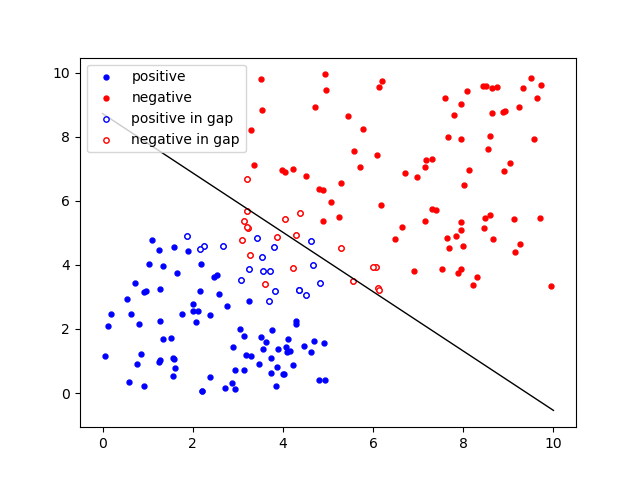 10
8
6
4
2
0
positive
negative
positive in gap
negative in gap
0 2 4 6 8 10